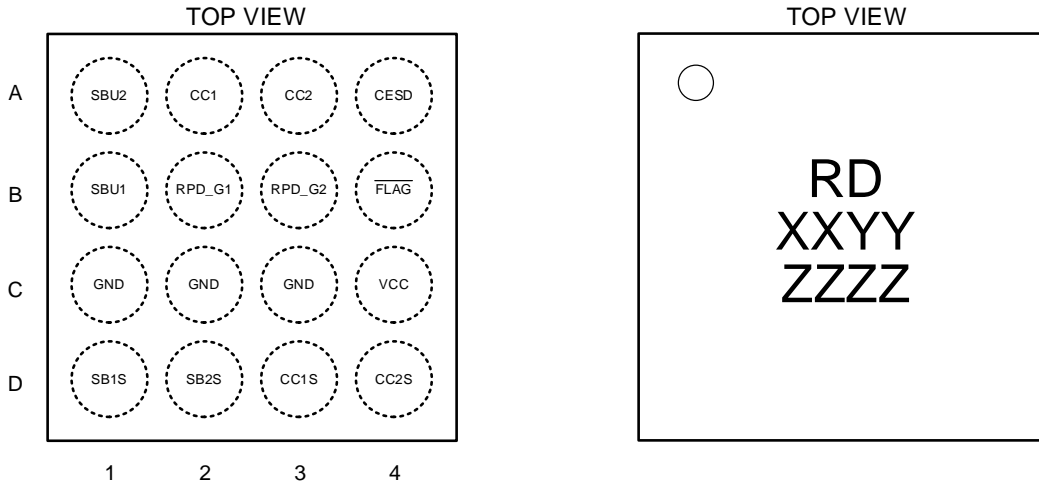 TOP VIEW TOP VIEW
A SBU2 CC1 CC2 CESD
B SBU1 RPD_G1 RPD_G2 FLAG
C GND GND GND VCC
D SB1S SB2S CC1S CC2S
1 2 3 4
RD
XXYY
ZZZZ